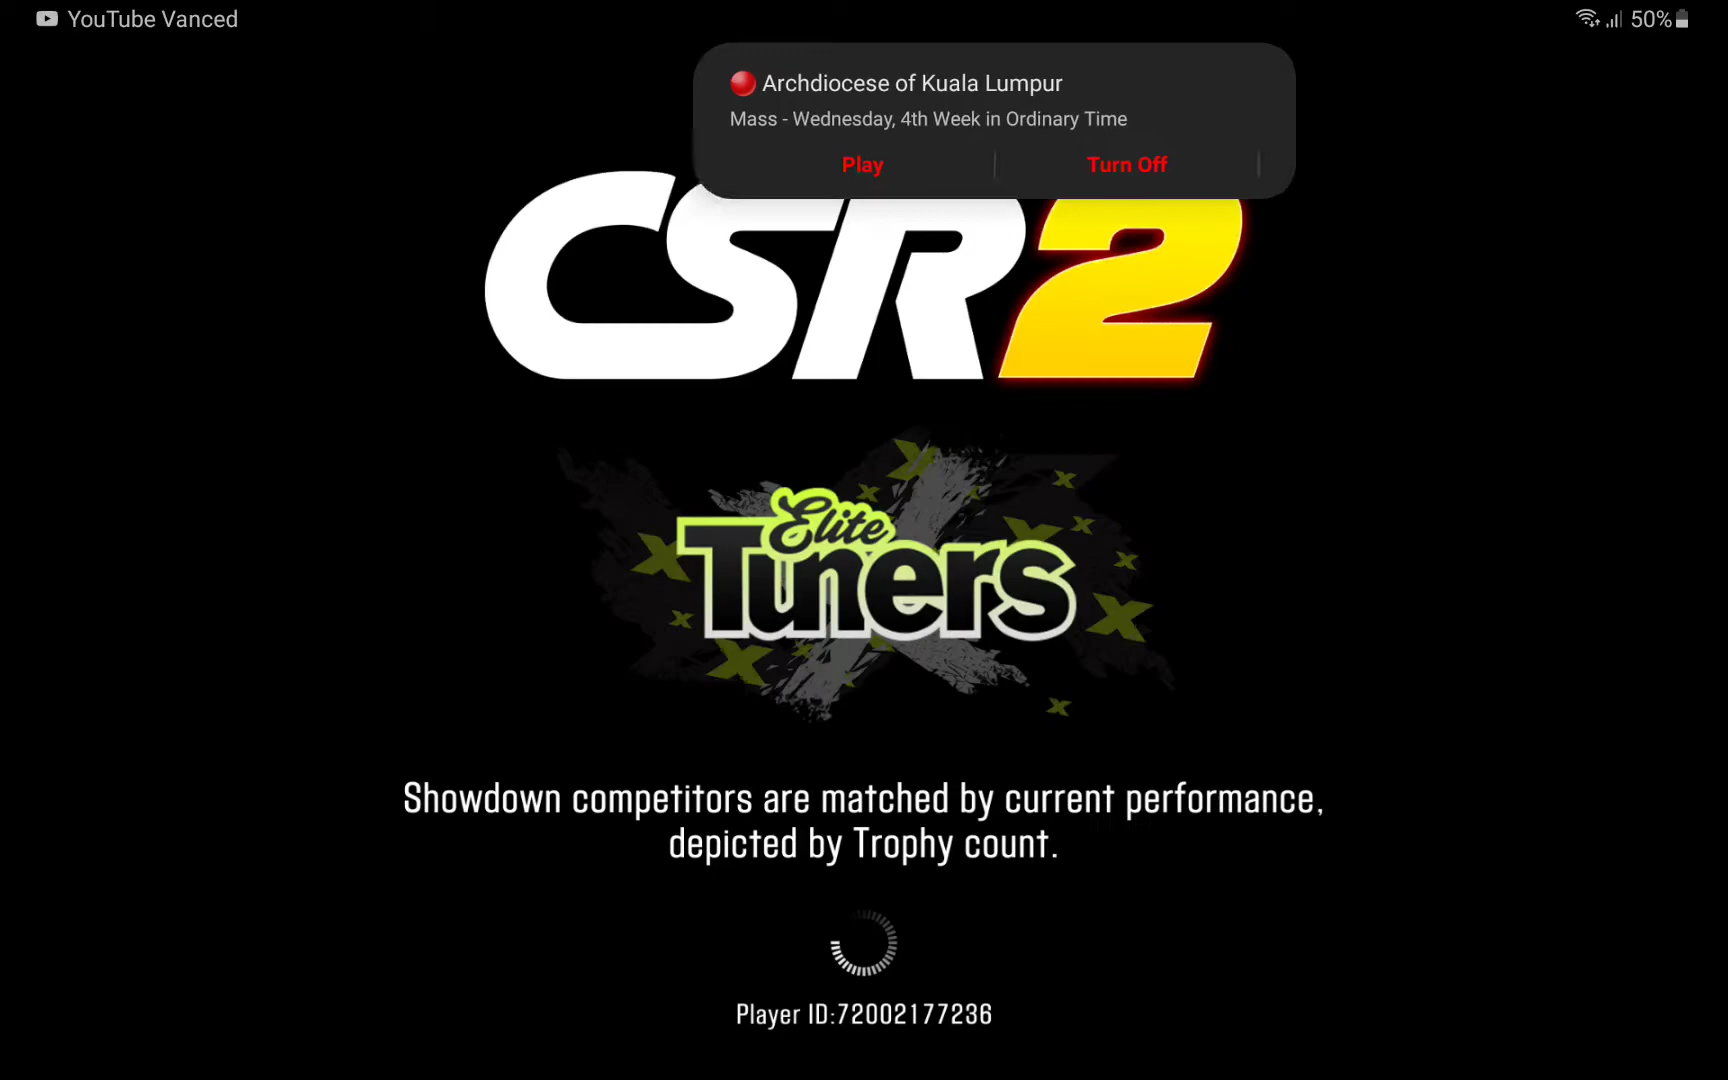 YouTube Vanced
50%
Archdiocese of Kuala Lumpur
Mass - Wednesday, 4th Week in Ordinary Time
Play
Turn Off
CSR2
Elite
Tuners
Showdown competitors are matched by current performance,
depicted by Trophy count.
Player ID:72002177236